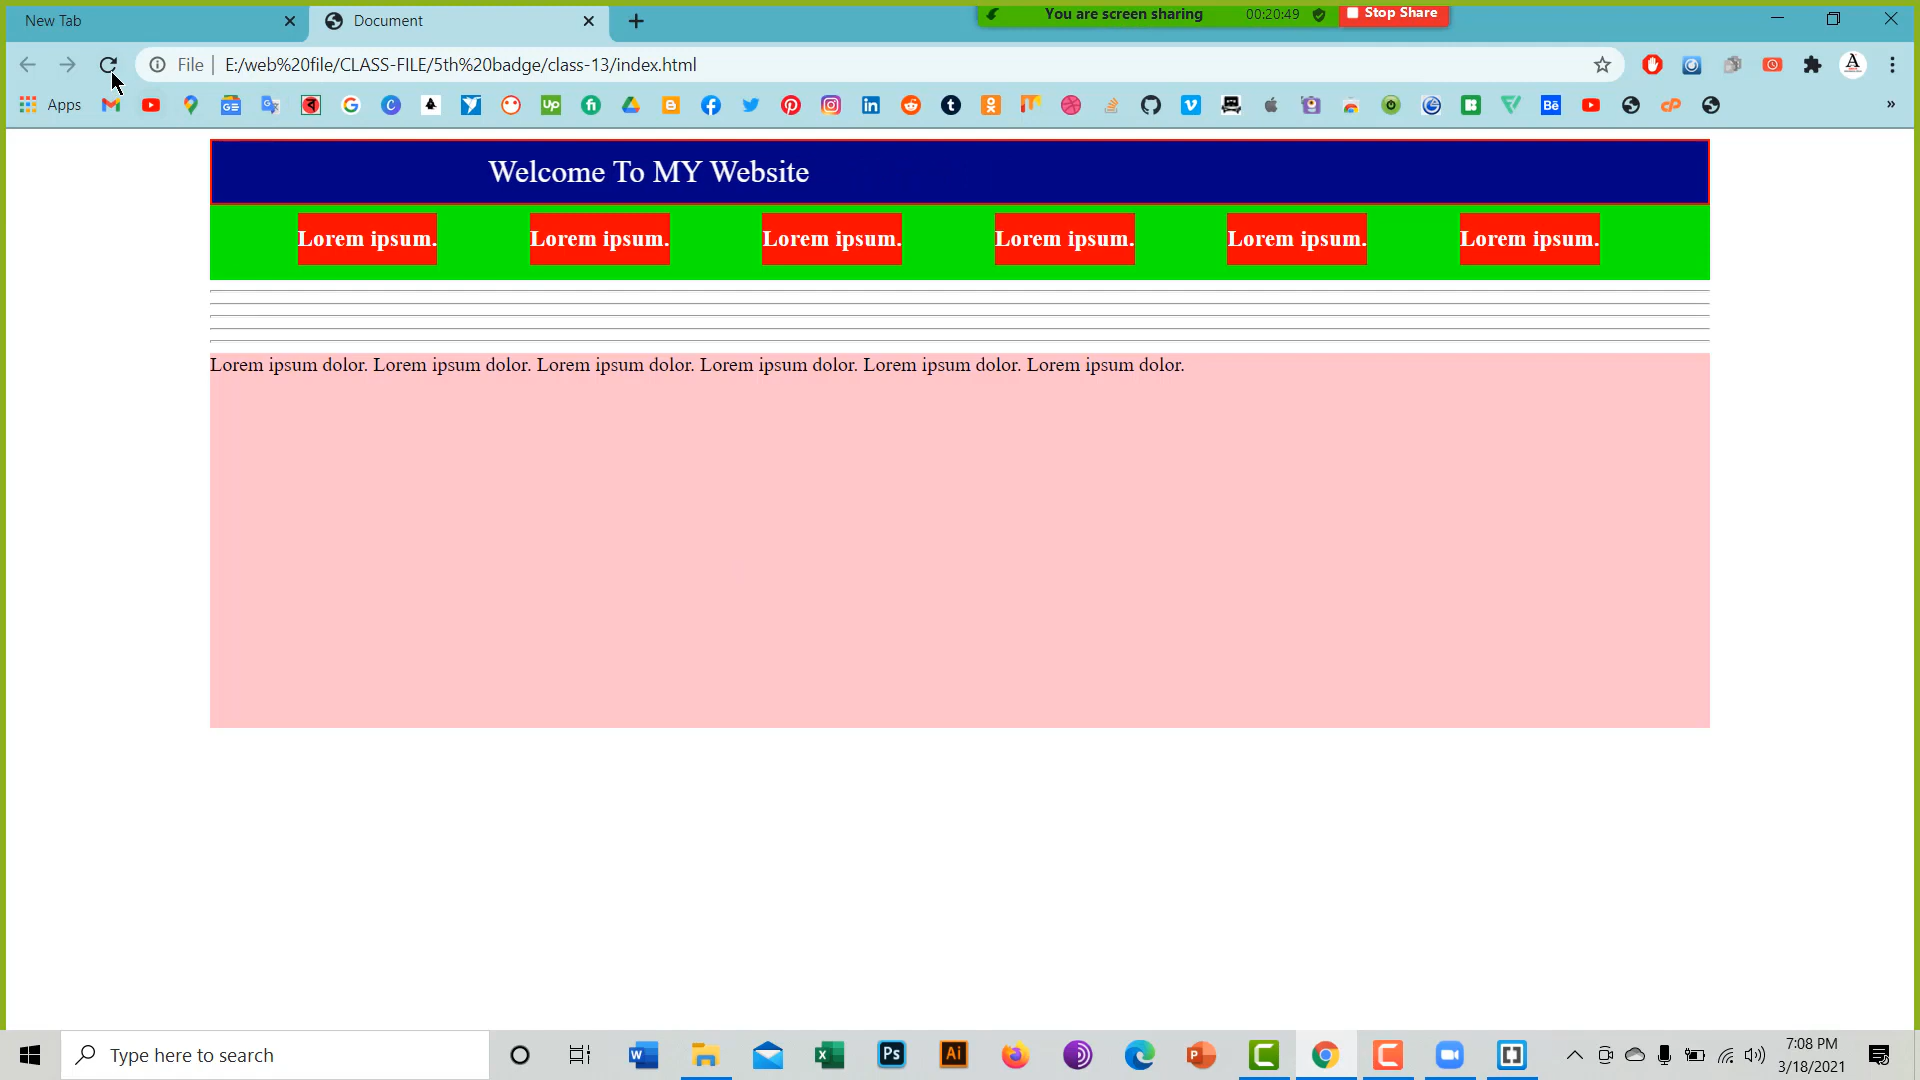 New Tab
Document
You are screen sharing 00:20:49 Stop Share
File E:/web%20file/CLASS-FILE/5th%20badge/class-13/index.html
Apps
»
Welcome To MY Website
Lorem ipsum. Lorem ipsum. Lorem ipsum. Lorem ipsum. Lorem ipsum. Lorem ipsum.
Lorem ipsum dolor. Lorem ipsum dolor. Lorem ipsum dolor. Lorem ipsum dolor. Lorem ipsum dolor. Lorem ipsum dolor.
Type here to search
7:08 PM
3/18/2021